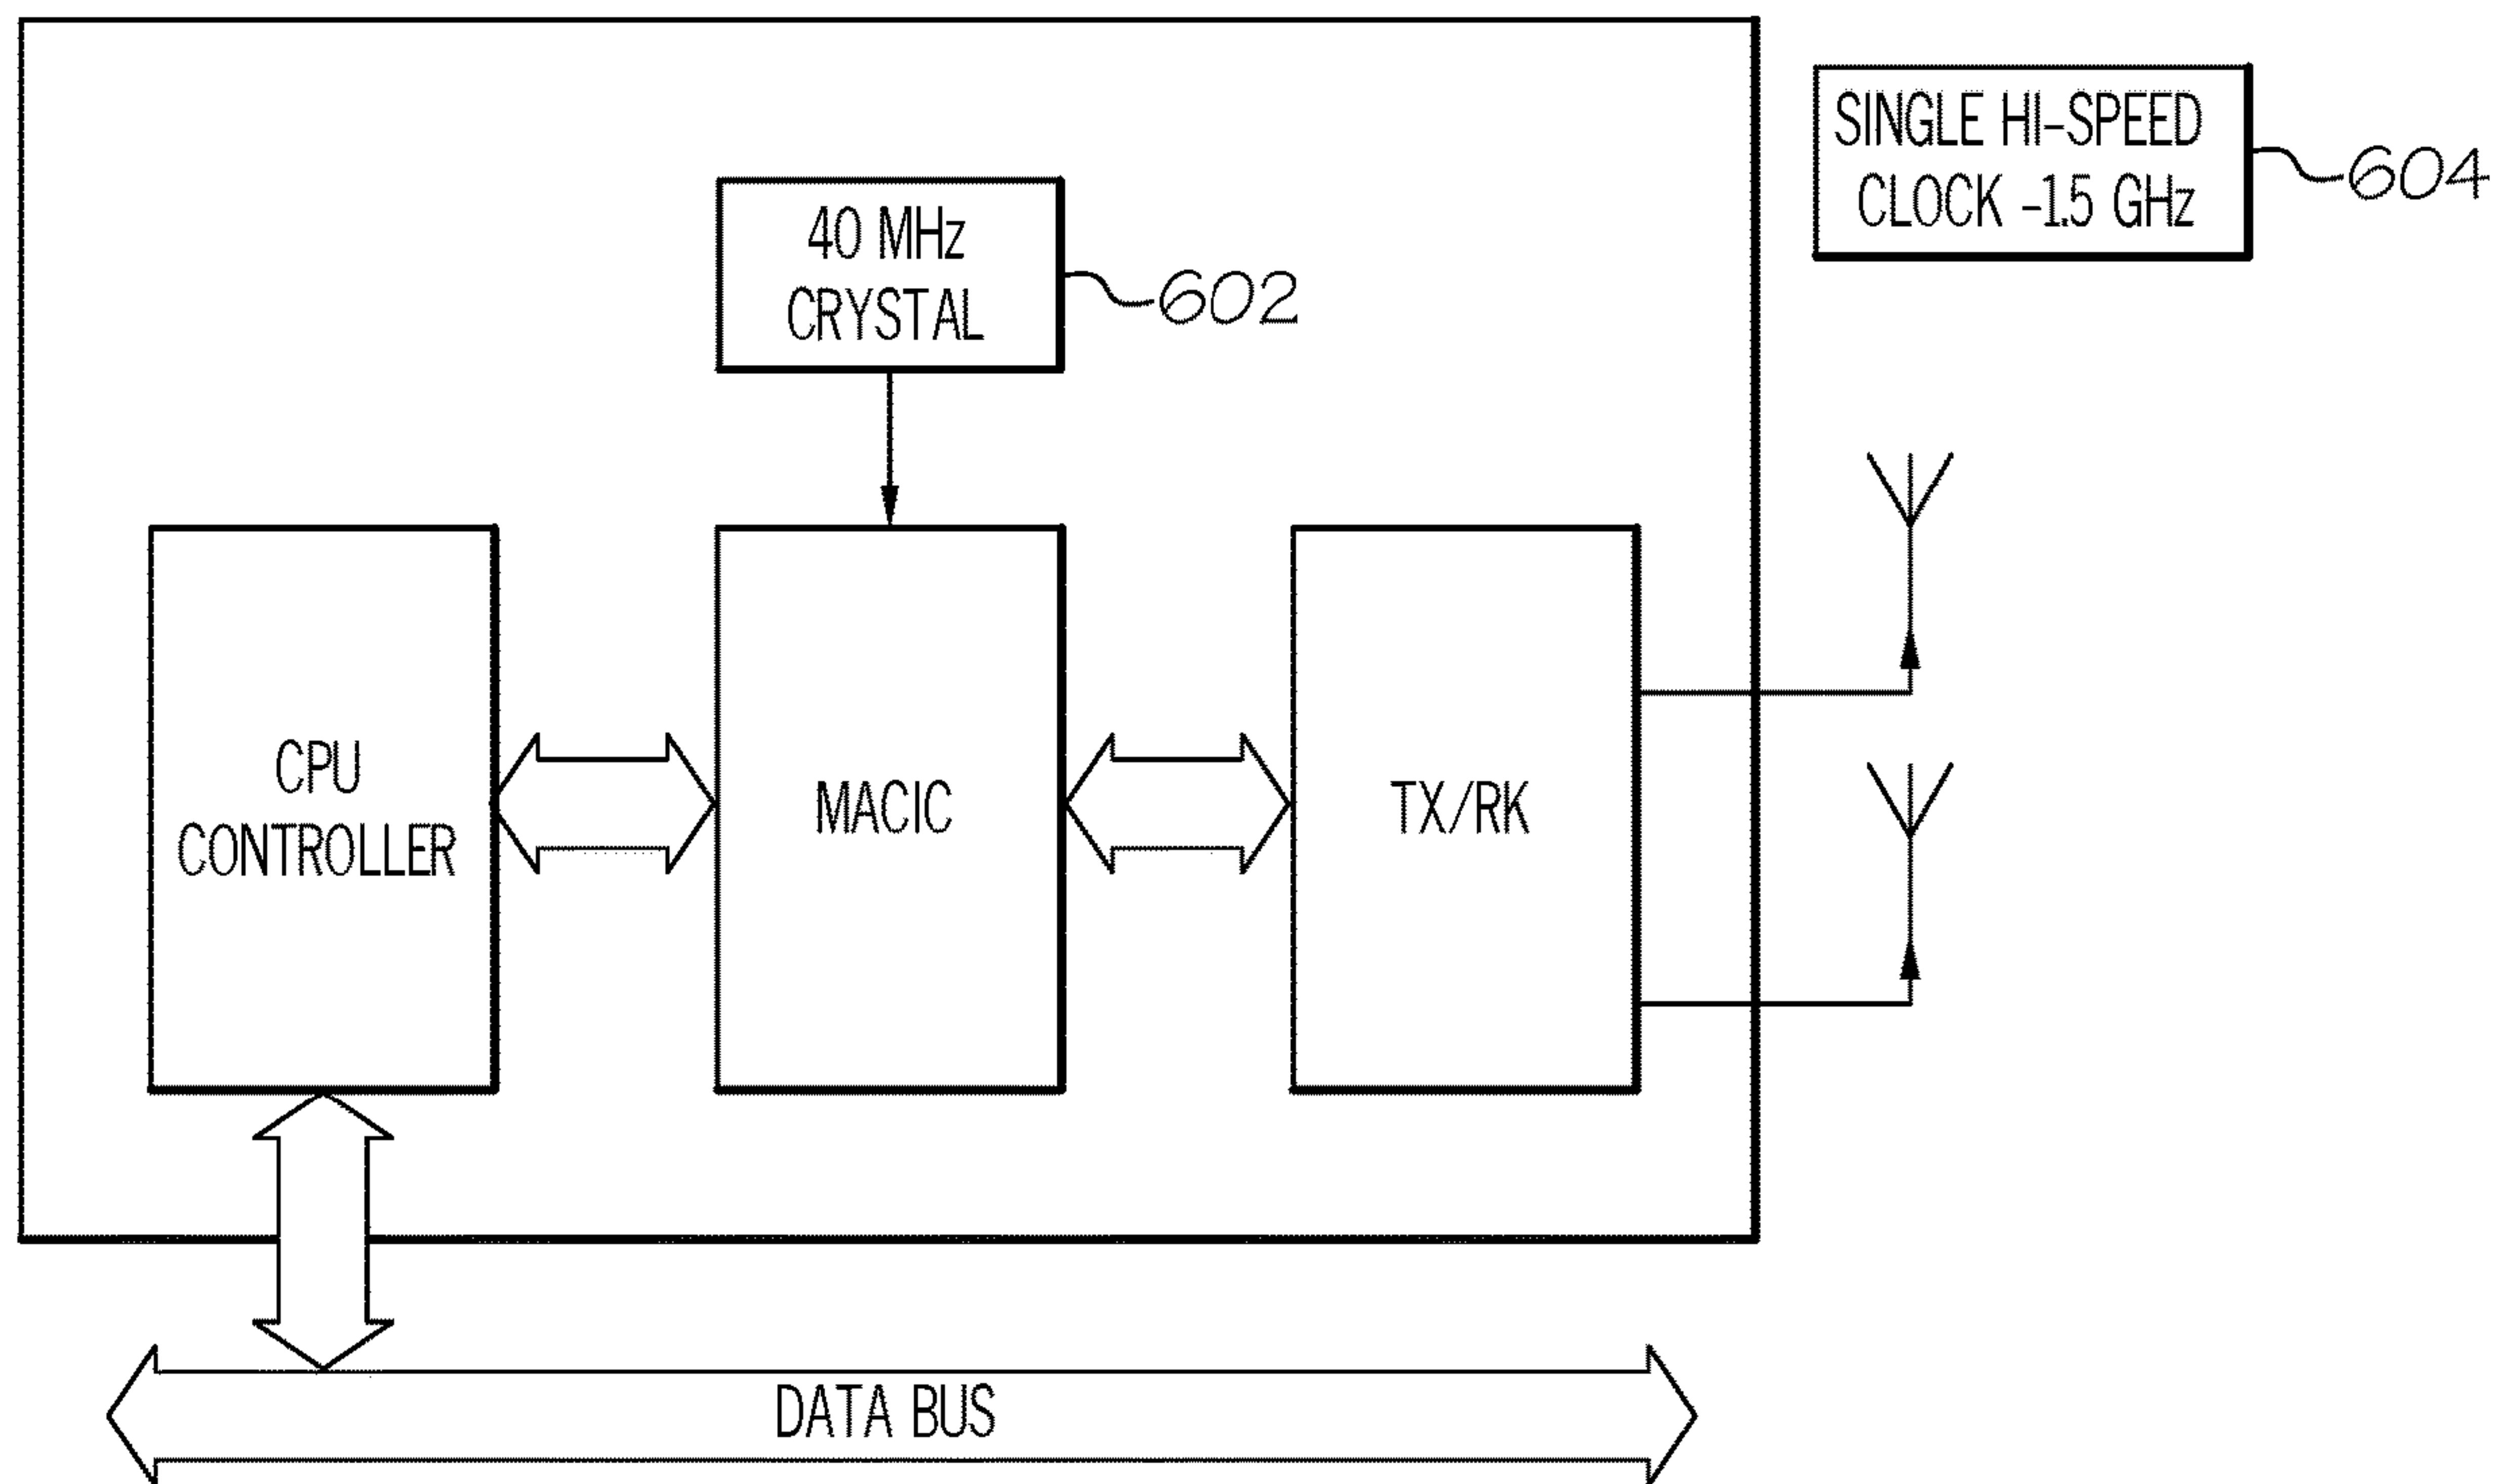 SINGLE HI-SPEED
CLOCK -1.5 GHz
604
40 MHz
CRYSTAL
602
CPU
CONTROLLER
MACIC
TX/RK
DATA BUS